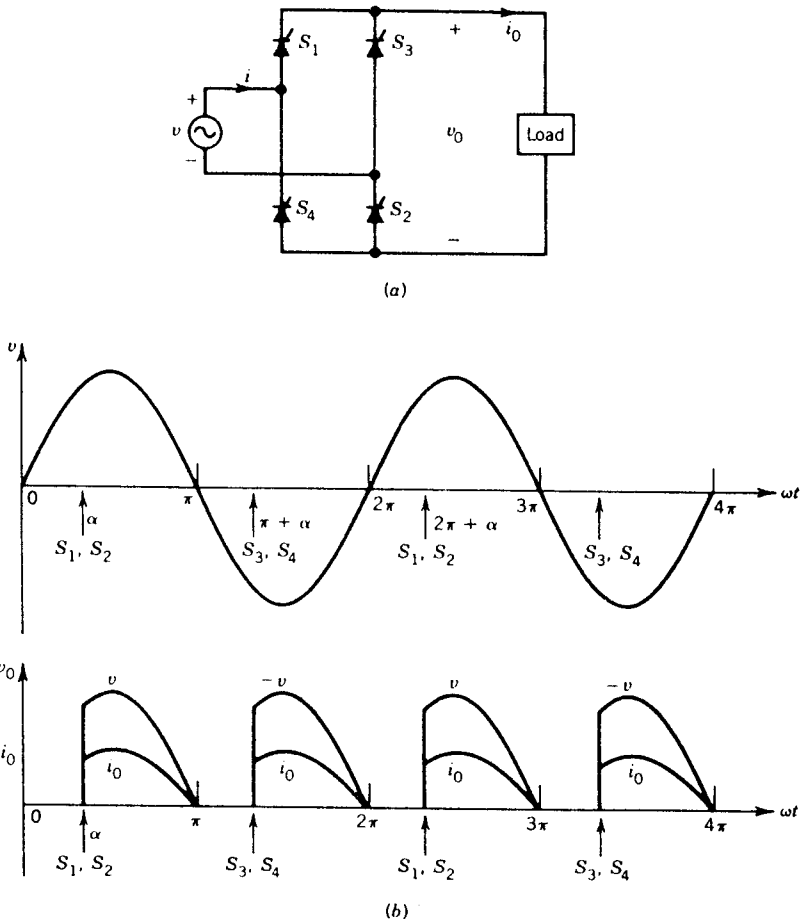 S₁ S₃ + i₀
i
+
v v₀ Load
−
S₄ S₂
−
(a)
v
0 π 2π 3π 4π ωt
α π + α 2π + α
S₁, S₂ S₃, S₄ S₁, S₂ S₃, S₄
v₀ v −v v −v
i₀ i₀ i₀ i₀ i₀
0 π 2π 3π 4π ωt
α
S₁, S₂ S₃, S₄ S₁, S₂ S₃, S₄
(b)